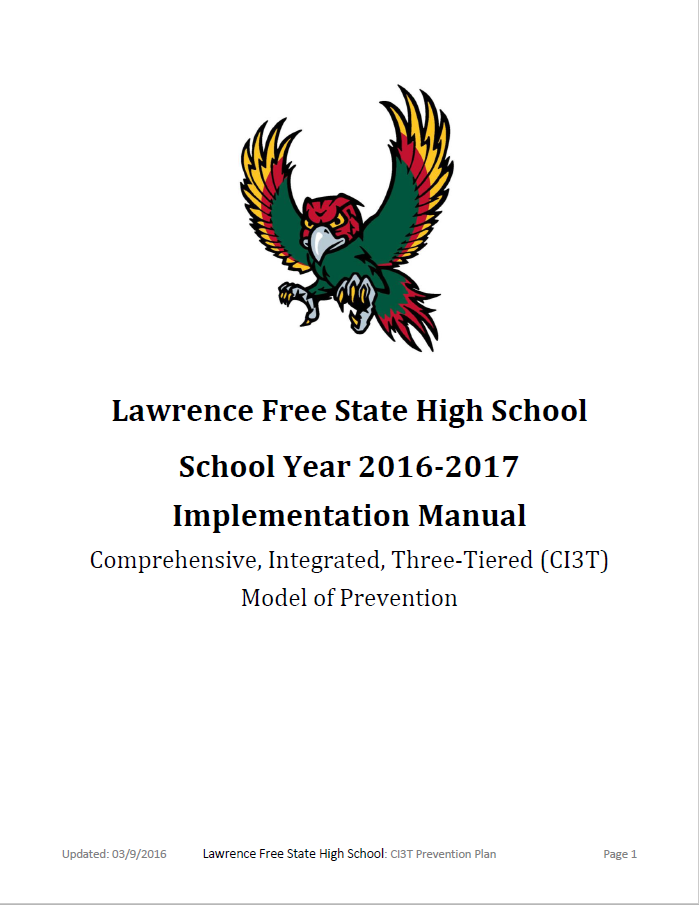 Lawrence Free State High School
School Year 2016-2017
Implementation Manual
Comprehensive, Integrated, Three-Tiered (CI3T)
Model of Prevention
Updated: 03/9/2016 Lawrence Free State High School: CI3T Prevention Plan Page 1